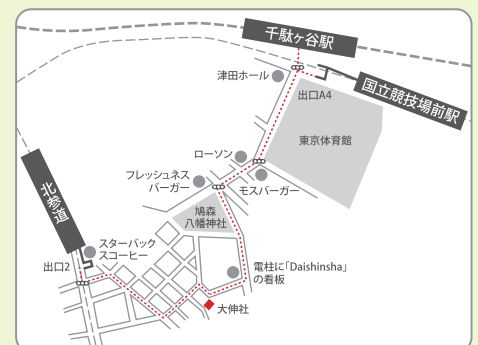 千駄ヶ谷駅
津田ホール
国立競技場前駅
出口A4
東京体育館
ローソン
フレッシュネス
バーガー
モスバーガー
北参道
鳩森
八幡神社
スターバック
スコーヒー
出口2
電柱に「Daishinsha」
の看板
大伸社